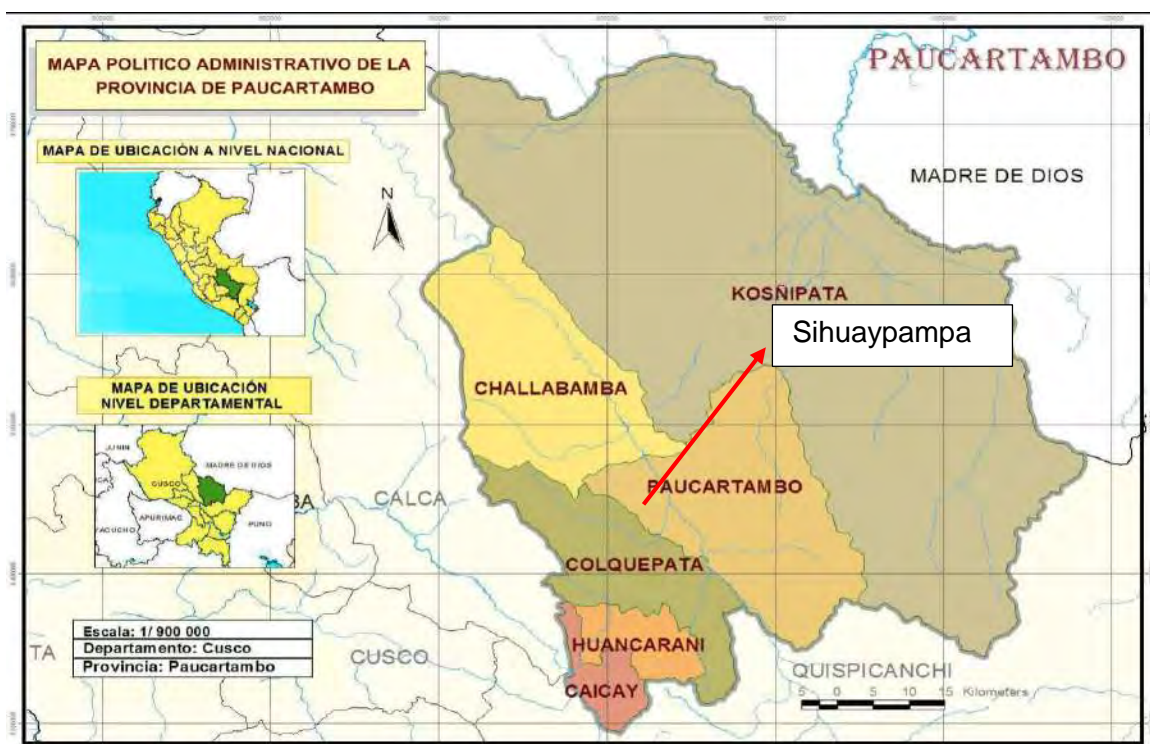 PAUCARTAMBO
MAPA POLITICO ADMINISTRATIVO DE LA
PROVINCIA DE PAUCARTAMBO
MAPA DE UBICACIÓN A NIVEL NACIONAL
N
MADRE DE DIOS
KOSÑIPATA
Sihuaypampa
CHALLABAMBA
MAPA DE UBICACIÓN
NIVEL DEPARTAMENTAL
JUNIN
MADRE DE DIOS
CUSCO
APURIMAC
YACUCHO
PUNO
BA
CALCA
PAUCARTAMBO
COLQUEPATA
Escala: 1/ 900 000
Departamento: Cusco
Provincia: Paucartambo
TA
CUSCO
HUANCARANI
CAICAY
QUISPICANCHI
5 0 5 10 15 Kilometers